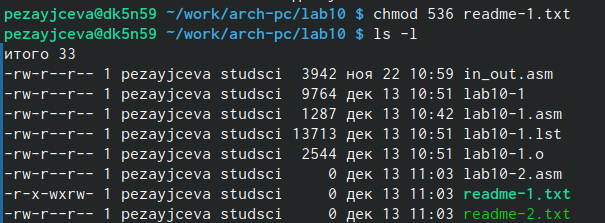 pezayjceva@dk5n59 ~/work/arch-pc/lab10 $ chmod 536 readme-1.txt
pezayjceva@dk5n59 ~/work/arch-pc/lab10 $ ls -l
итого 33
-rw-r--r-- 1 pezayjceva studsci  3942 ноя 22 10:59 in_out.asm
-rw-r--r-- 1 pezayjceva studsci  9764 дек 13 10:51 lab10-1
-rw-r--r-- 1 pezayjceva studsci  1287 дек 13 10:42 lab10-1.asm
-rw-r--r-- 1 pezayjceva studsci 13713 дек 13 10:51 lab10-1.lst
-rw-r--r-- 1 pezayjceva studsci  2544 дек 13 10:51 lab10-1.o
-rw-r--r-- 1 pezayjceva studsci     0 дек 13 11:03 lab10-2.asm
-r-x-wxrw- 1 pezayjceva studsci     0 дек 13 11:03 readme-1.txt
-rw-r--r-- 1 pezayjceva studsci     0 дек 13 11:03 readme-2.txt